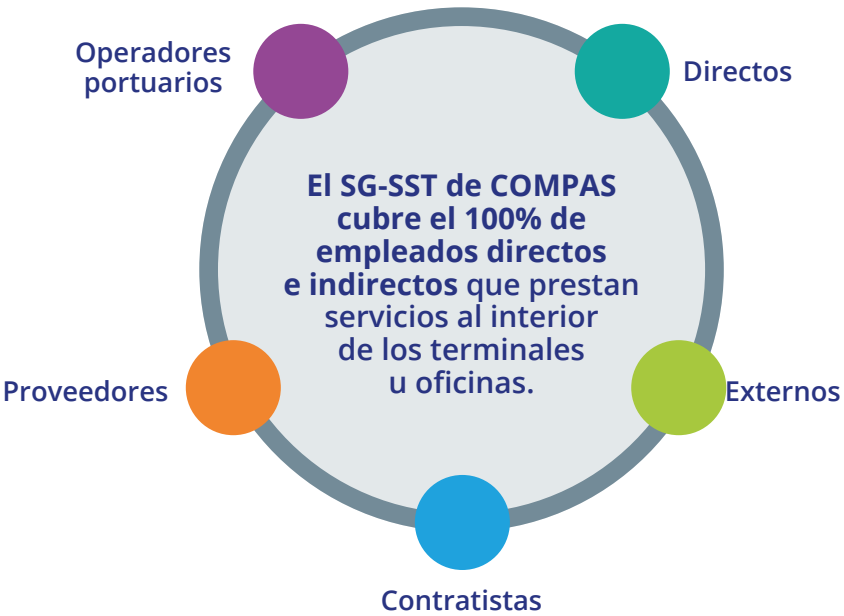 Operadores
portuarios
Directos
El SG-SST de COMPAS
cubre el 100% de
empleados directos
e indirectos que prestan
servicios al interior
de los terminales
u oficinas.
Proveedores
Externos
Contratistas